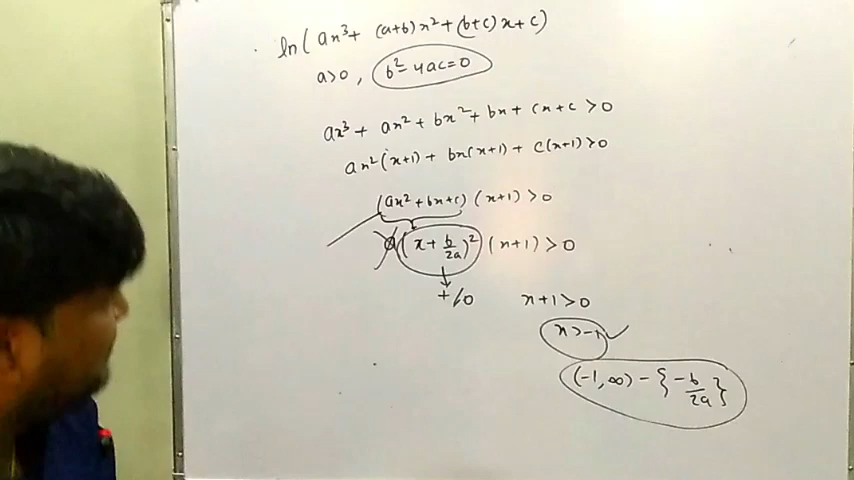 ln( ax³ + (a+b) x² + (b+c) x + c)
a>0 , b² - 4ac = 0
ax³ + ax² + bx² + bx + cx + c > 0
ax² (x+1) + bx(x+1) + c(x+1) > 0
(ax² + bx + c) (x+1) > 0
a (x + b/2a)² (x+1) > 0
+/0 x+1 > 0
x > -1
(-1, ∞) - { -b/2a }